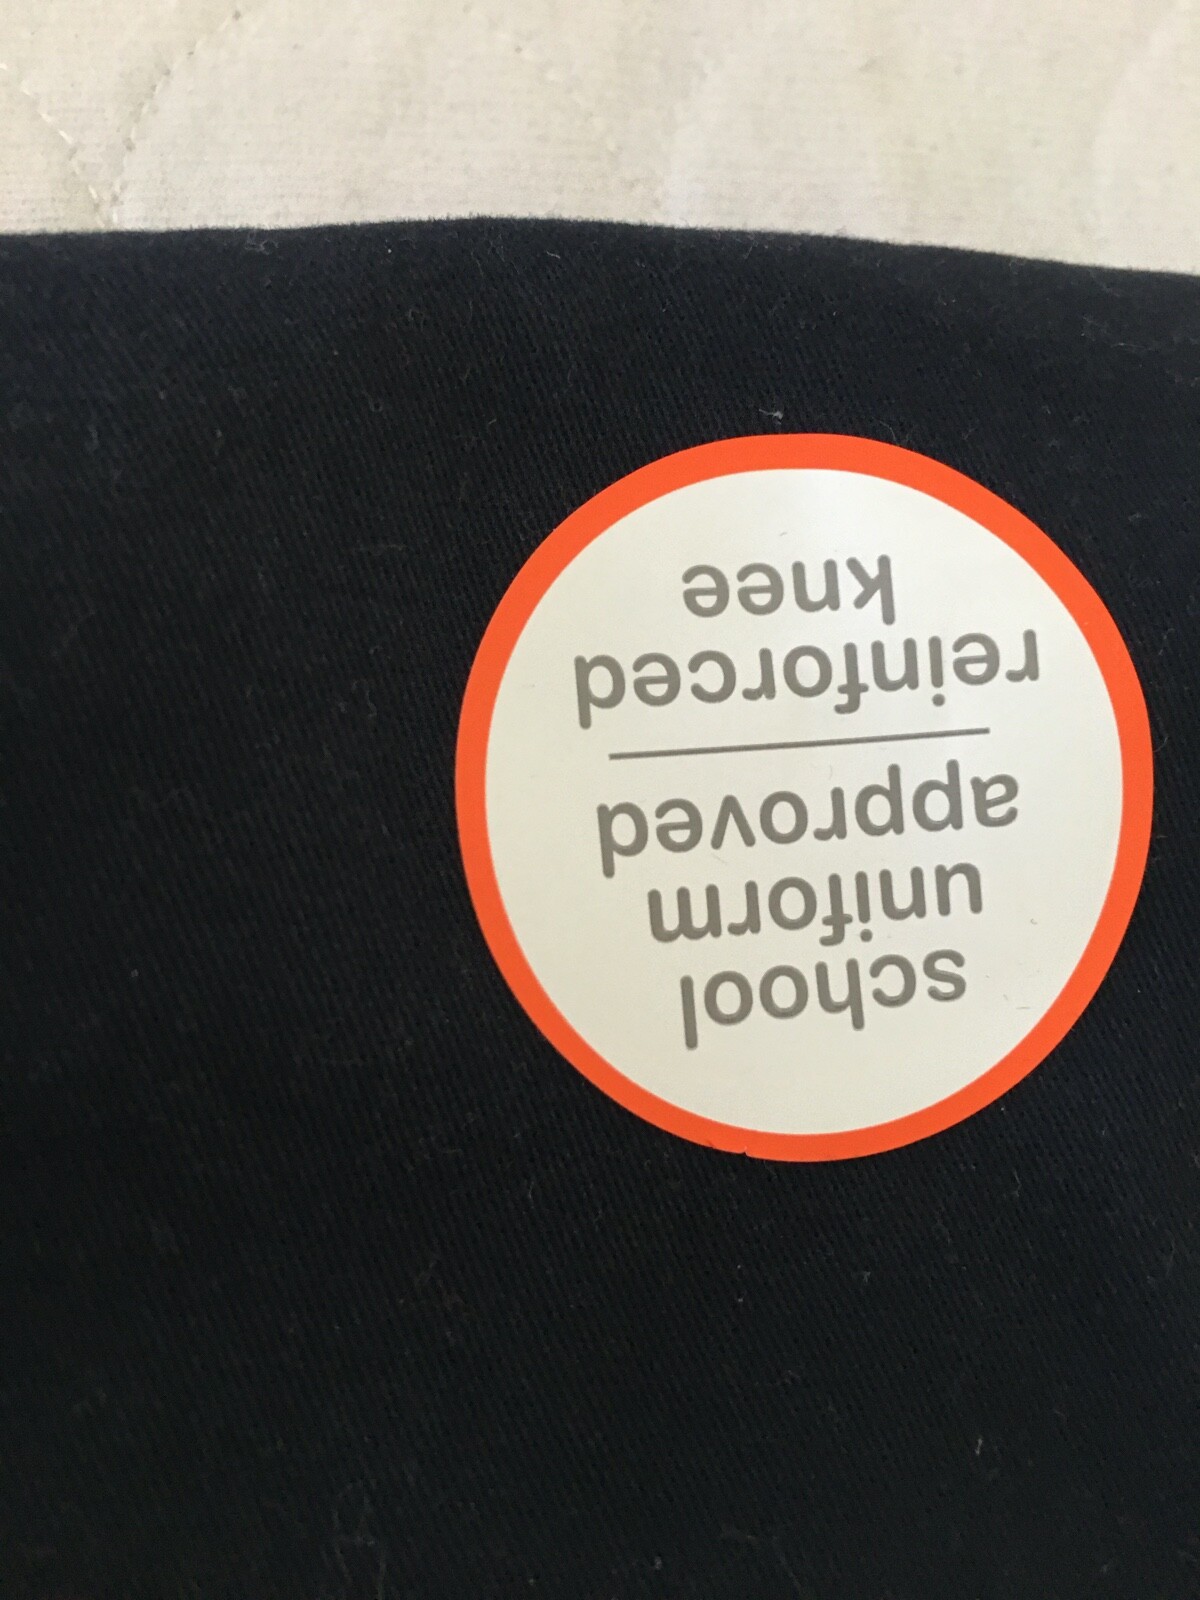 school
uniform
approved
reinforced
knee